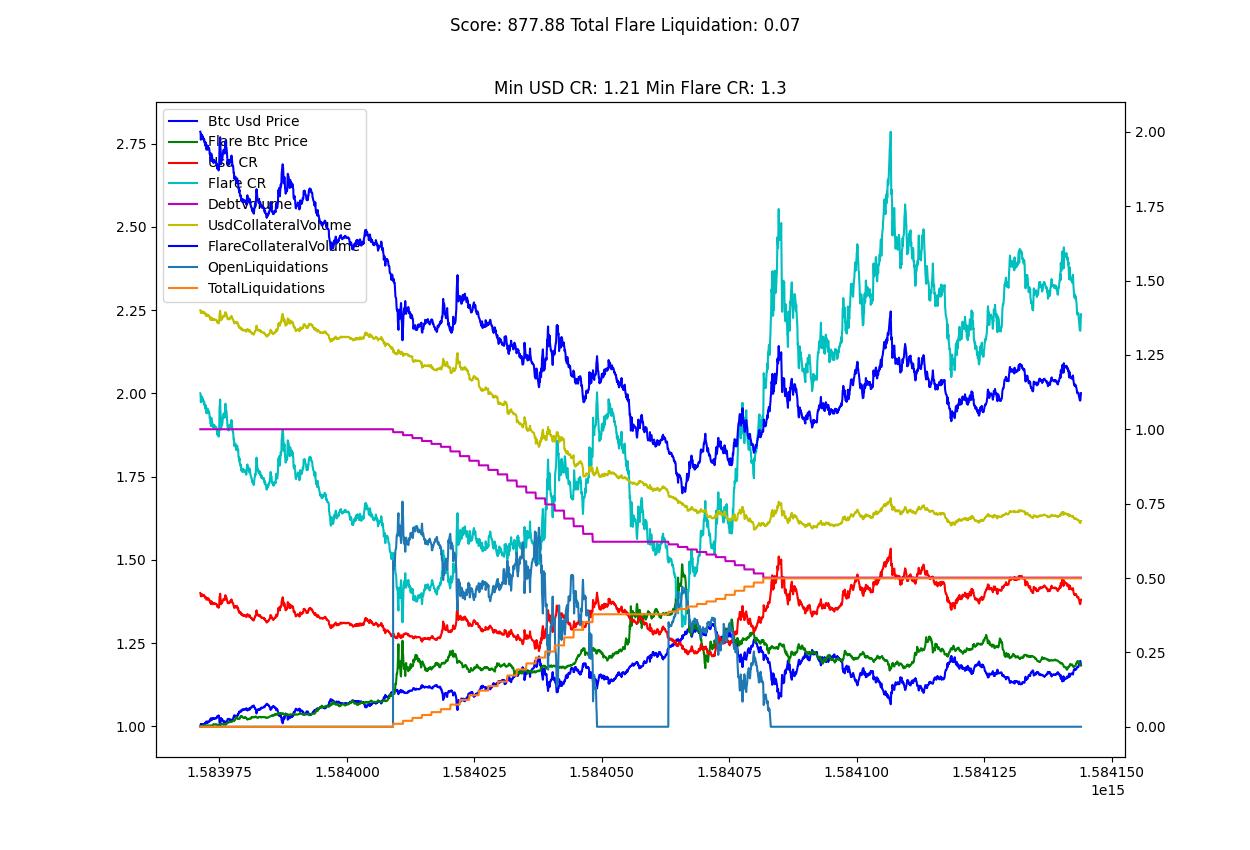 Score: 877.88 Total Flare Liquidation: 0.07
Min USD CR: 1.21 Min Flare CR: 1.3
Btc Usd Price
Flare Btc Price
Usd CR
Flare CR
DebtVolume
UsdCollateralVolume
FlareCollateralVolume
OpenLiquidations
TotalLiquidations
2.75
2.50
2.25
2.00
1.75
1.50
1.25
1.00
2.00
1.75
1.50
1.25
1.00
0.75
0.50
0.25
0.00
1.583975 1.584000 1.584025 1.584050 1.584075 1.584100 1.584125 1.584150
1e15